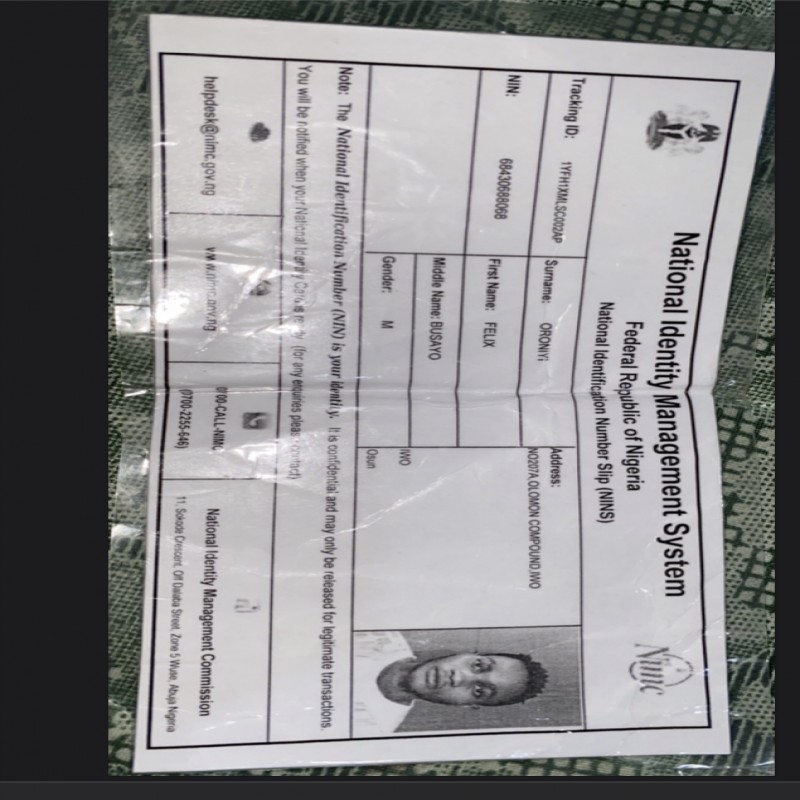 National Identity Management System
Federal Republic of Nigeria
National Identification Number Slip (NINS)
Nimc
Tracking ID: 1YFH1XMLSC002AP
Surname: ORONIYI
Address:
NO207A,OLOMON COMPOUND,IWO
NIN: 68430688068
First Name: FELIX
Middle Name: BUSAYO
IWO
Gender: M
Osun
Note: The National Identification Number (NIN) is your identity. It is confidential and may only be released for legitimate transactions.
You will be notified when your National Identity Card is ready (for any enquiries please contact)
helpdesk@nimc.gov.ng
www.nimc.gov.ng
0700-CALL-NIMC
(0700-2255-646)
National Identity Management Commission
11, Sokode Crescent, Off Dalaba Street, Zone 5 Wuse, Abuja Nigeria